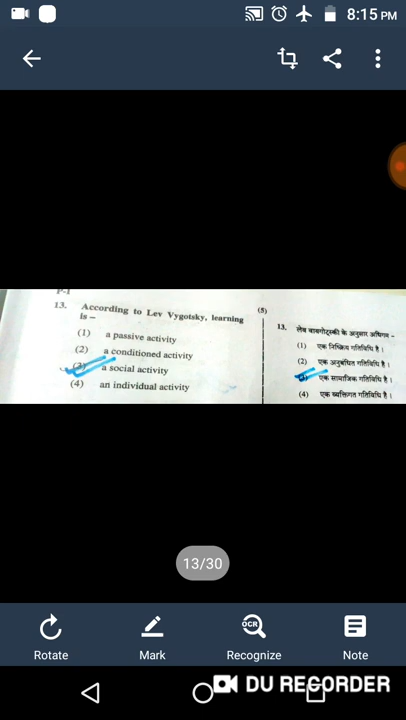 8:15 PM
P-1
(5)
13. According to Lev Vygotsky, learning
is –
(1) a passive activity
(2) a conditioned activity
(3) a social activity
(4) an individual activity
13. लेव वायगोट्स्की के अनुसार अधिगम –
(1) एक निष्क्रिय गतिविधि है।
(2) एक अनुबंधित गतिविधि है।
(3) एक सामाजिक गतिविधि है।
(4) एक व्यक्तिगत गतिविधि है।
13/30
OCR
Rotate Mark Recognize Note
DU RECORDER